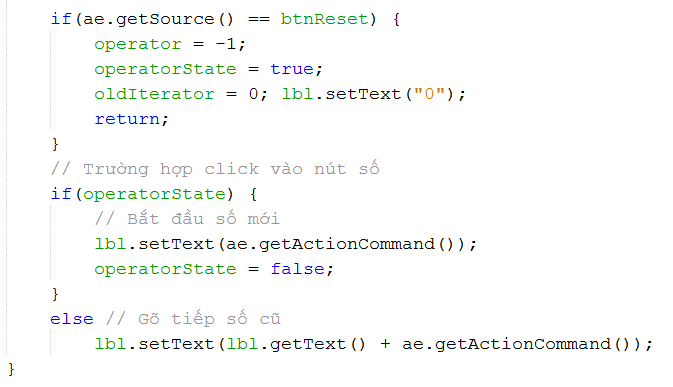 if(ae.getSource() == btnReset) {
operator = -1;
operatorState = true;
oldIterator = 0; lbl.setText("0");
return;
}
// Trường hợp click vào nút số
if(operatorState) {
// Bắt đầu số mới
lbl.setText(ae.getActionCommand());
operatorState = false;
}
else // Gõ tiếp số cũ
lbl.setText(lbl.getText() + ae.getActionCommand());
}